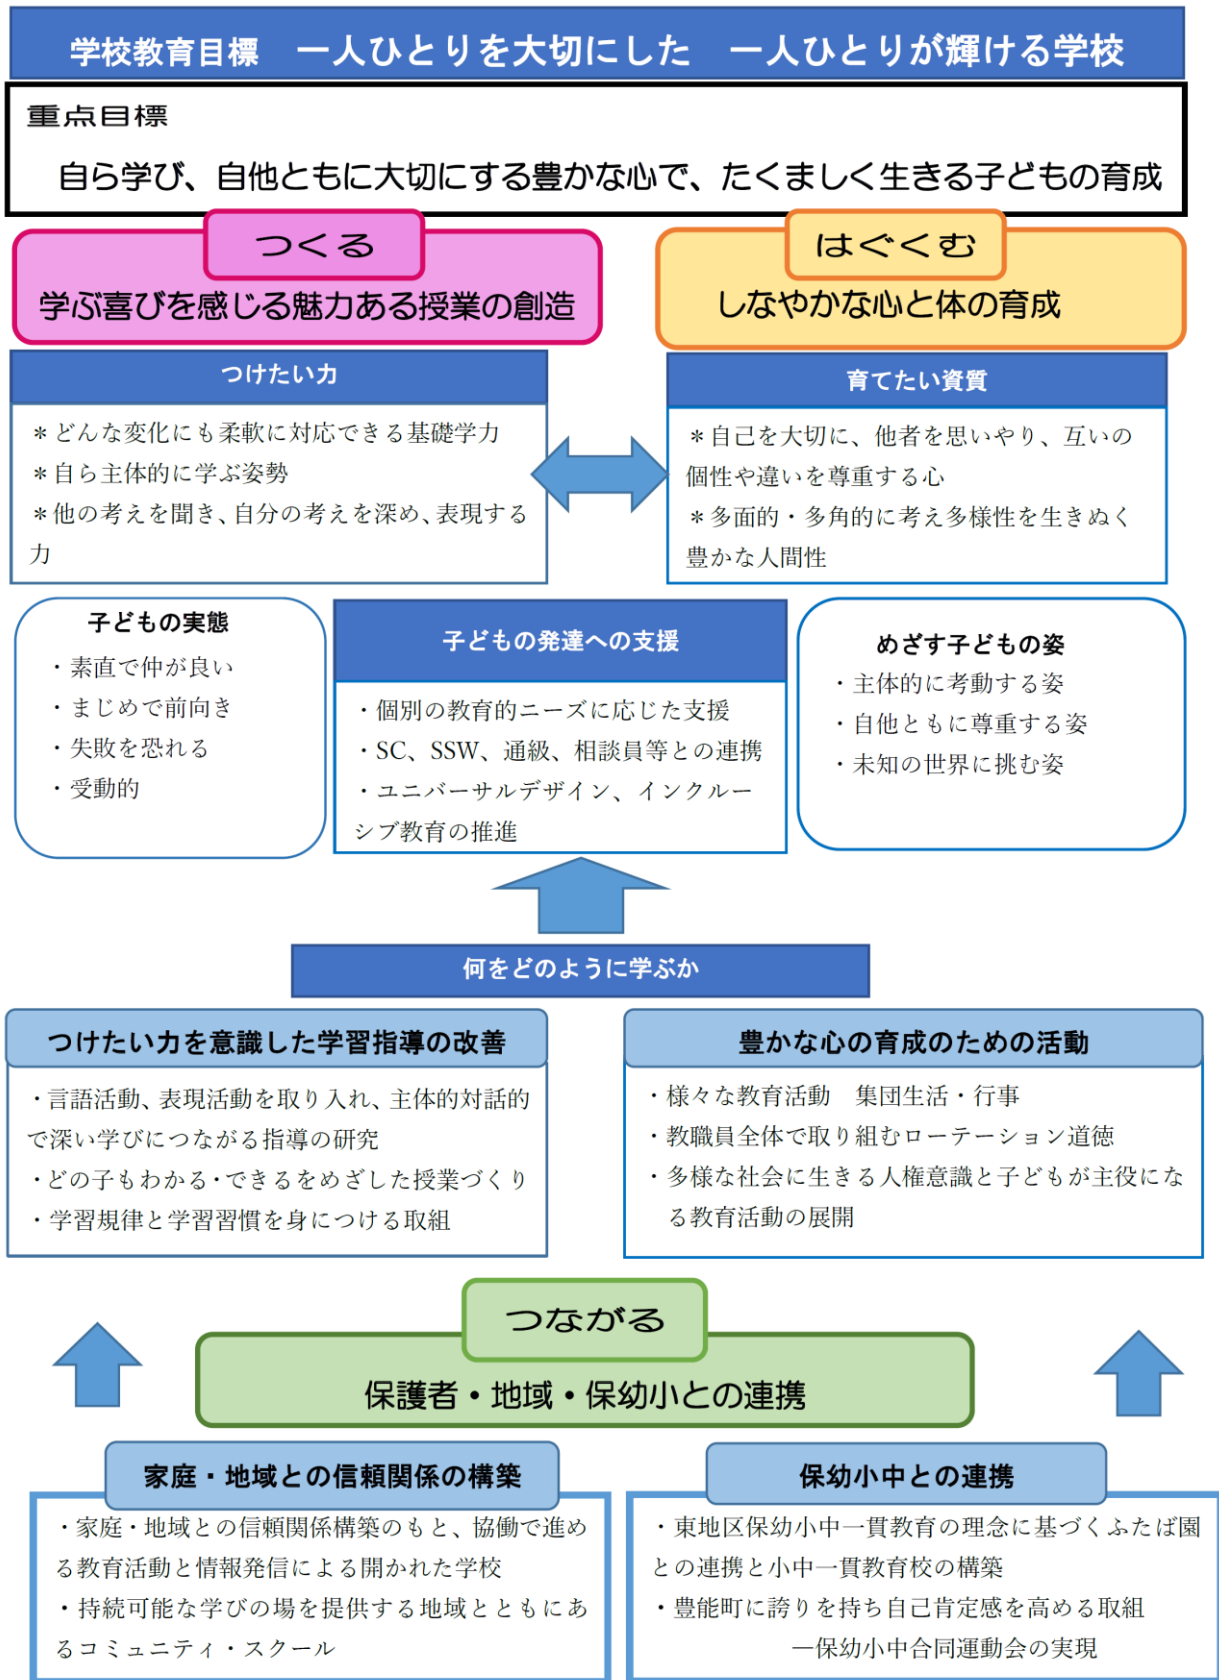 学校教育目標　一人ひとりを大切にした　一人ひとりが輝ける学校
重点目標
自ら学び、自他ともに大切にする豊かな心で、たくましく生きる子どもの育成
つくる
学ぶ喜びを感じる魅力ある授業の創造
はぐくむ
しなやかな心と体の育成
つけたい力
＊どんな変化にも柔軟に対応できる基礎学力
＊自ら主体的に学ぶ姿勢
＊他の考えを聞き、自分の考えを深め、表現する
力
育てたい資質
＊自己を大切に、他者を思いやり、互いの
個性や違いを尊重する心
＊多面的・多角的に考え多様性を生きぬく
豊かな人間性
子どもの実態
・素直で仲が良い
・まじめで前向き
・失敗を恐れる
・受動的
子どもの発達への支援
・個別の教育的ニーズに応じた支援
・SC、SSW、通級、相談員等との連携
・ユニバーサルデザイン、インクルー
シブ教育の推進
めざす子どもの姿
・主体的に考動する姿
・自他ともに尊重する姿
・未知の世界に挑む姿
何をどのように学ぶか
つけたい力を意識した学習指導の改善
・言語活動、表現活動を取り入れ、主体的対話的
で深い学びにつながる指導の研究
・どの子もわかる・できるをめざした授業づくり
・学習規律と学習習慣を身につける取組
豊かな心の育成のための活動
・様々な教育活動　集団生活・行事
・教職員全体で取り組むローテーション道徳
・多様な社会に生きる人権意識と子どもが主役にな
る教育活動の展開
つながる
保護者・地域・保幼小との連携
家庭・地域との信頼関係の構築
・家庭・地域との信頼関係構築のもと、協働で進め
る教育活動と情報発信による開かれた学校
・持続可能な学びの場を提供する地域とともにあ
るコミュニティ・スクール
保幼小中との連携
・東地区保幼小中一貫教育の理念に基づくふたば園
との連携と小中一貫教育校の構築
・豊能町に誇りを持ち自己肯定感を高める取組
―保幼小中合同運動会の実現